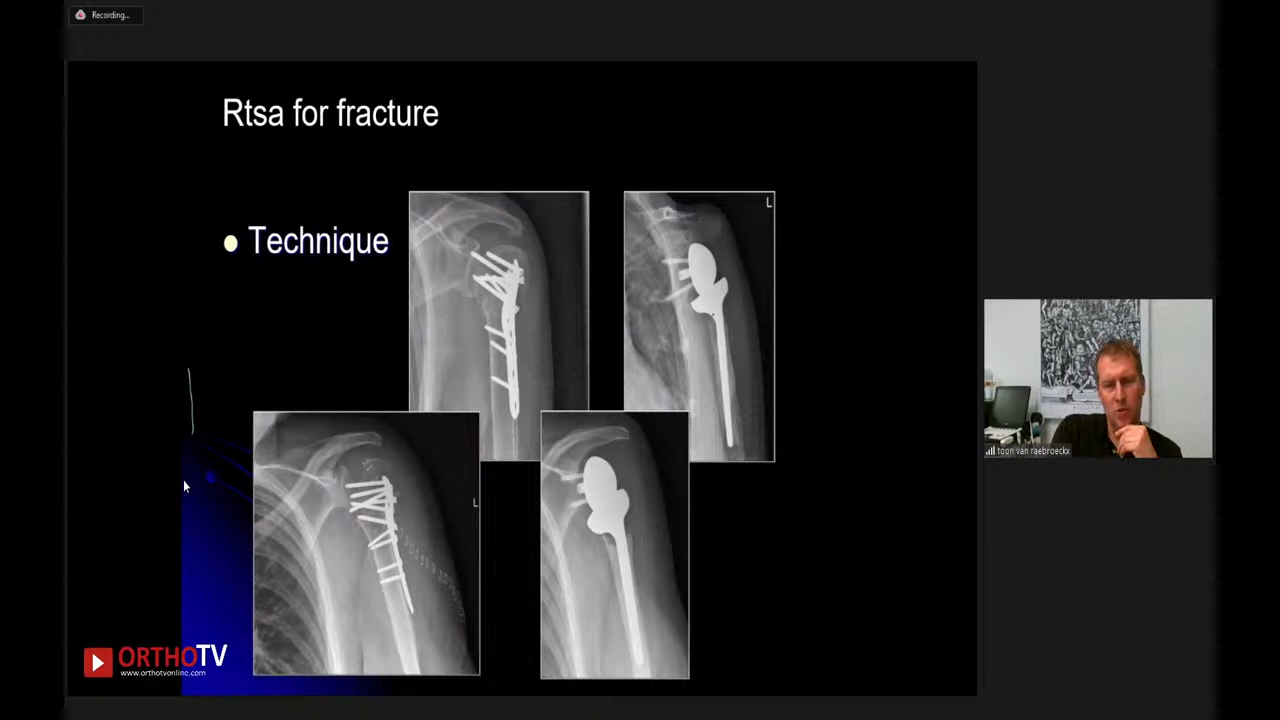 Recording...
Rtsa for fracture
Technique
L
L
toon van raebroeckx
ORTHOTV
www.orthotvonline.com